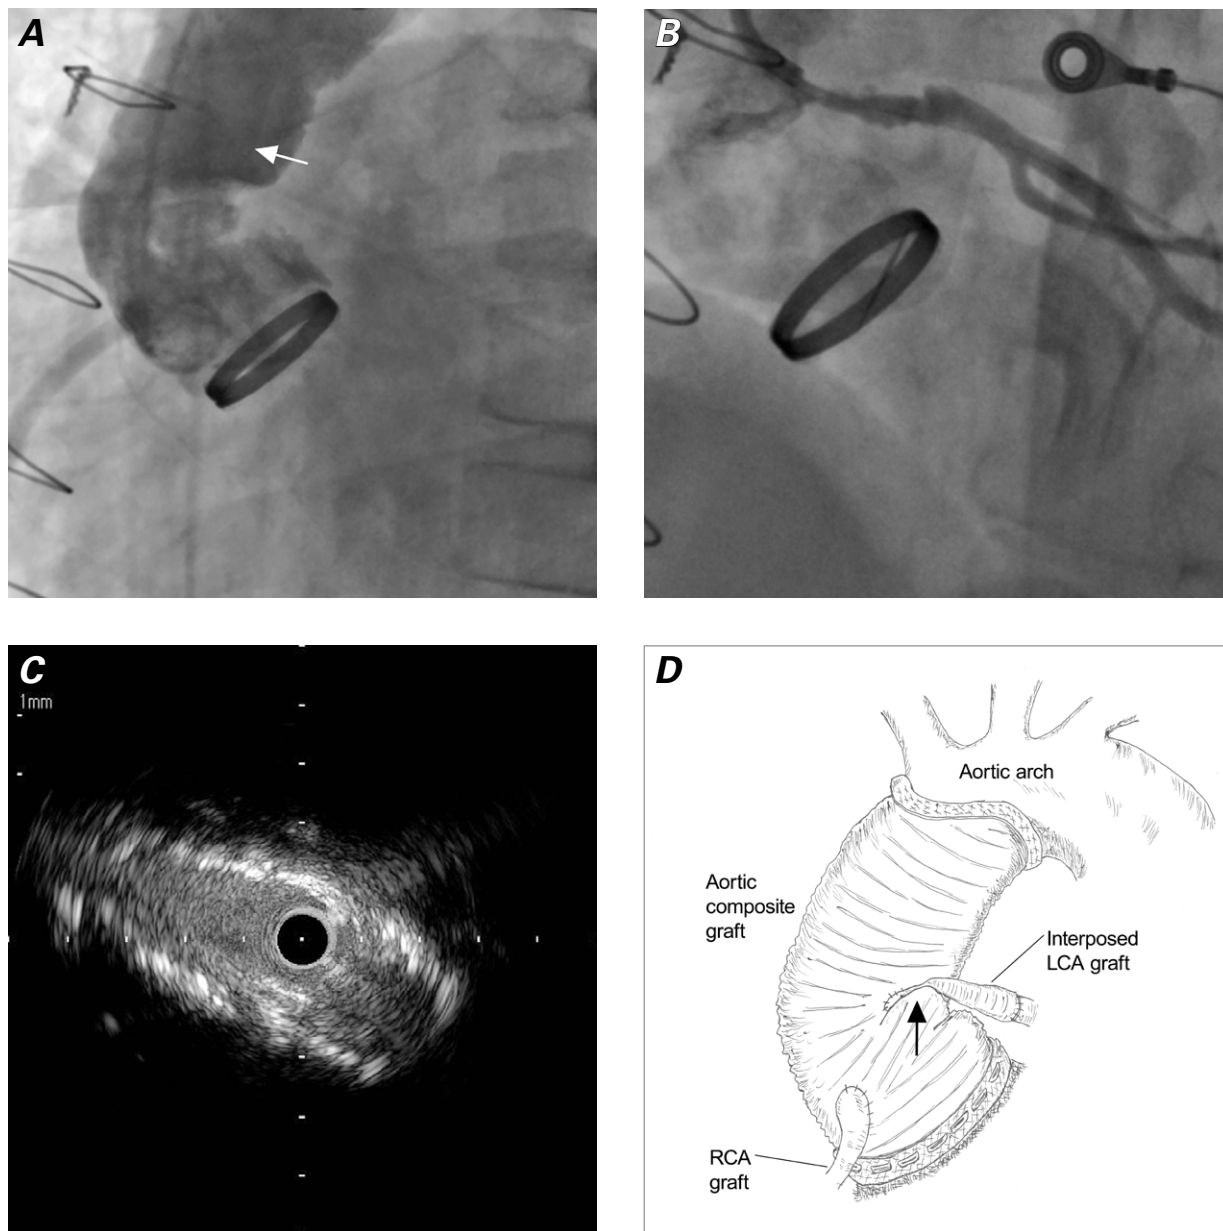 A
B
C
1mm
D
Aortic arch
Aortic
composite
graft
Interposed
LCA graft
RCA
graft